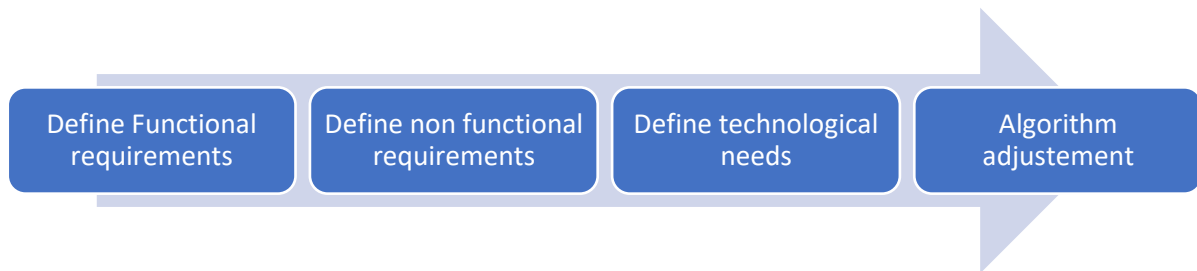 Define Functional
requirements
Define non functional
requirements
Define technological
needs
Algorithm
adjustement